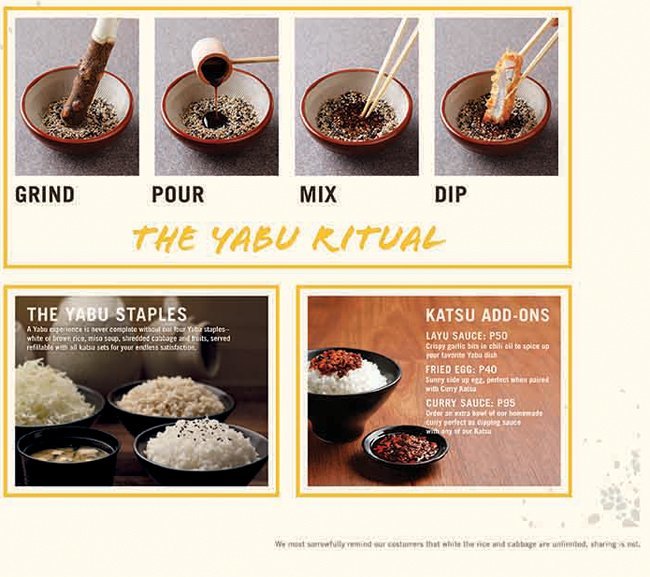 GRIND
POUR
MIX
DIP
THE YABU RITUAL
THE YABU STAPLES
A Yabu experience is never complete without our four Yabu staples--
white or brown rice, miso soup, shredded cabbage and fruits, served
refillable with all katsu sets for your endless satisfaction.
KATSU ADD-ONS
LAYU SAUCE: P50
Crispy garlic bits in chili oil to spice up
your favorite Yabu dish
FRIED EGG: P40
Sunny side up egg, perfect when paired
with Curry Katsu
CURRY SAUCE: P95
Order an extra bowl of our homemade
curry perfect as dipping sauce
with any of our Katsu
We most sorrowfully remind our customers that while the rice and cabbage are unlimited, sharing is not.